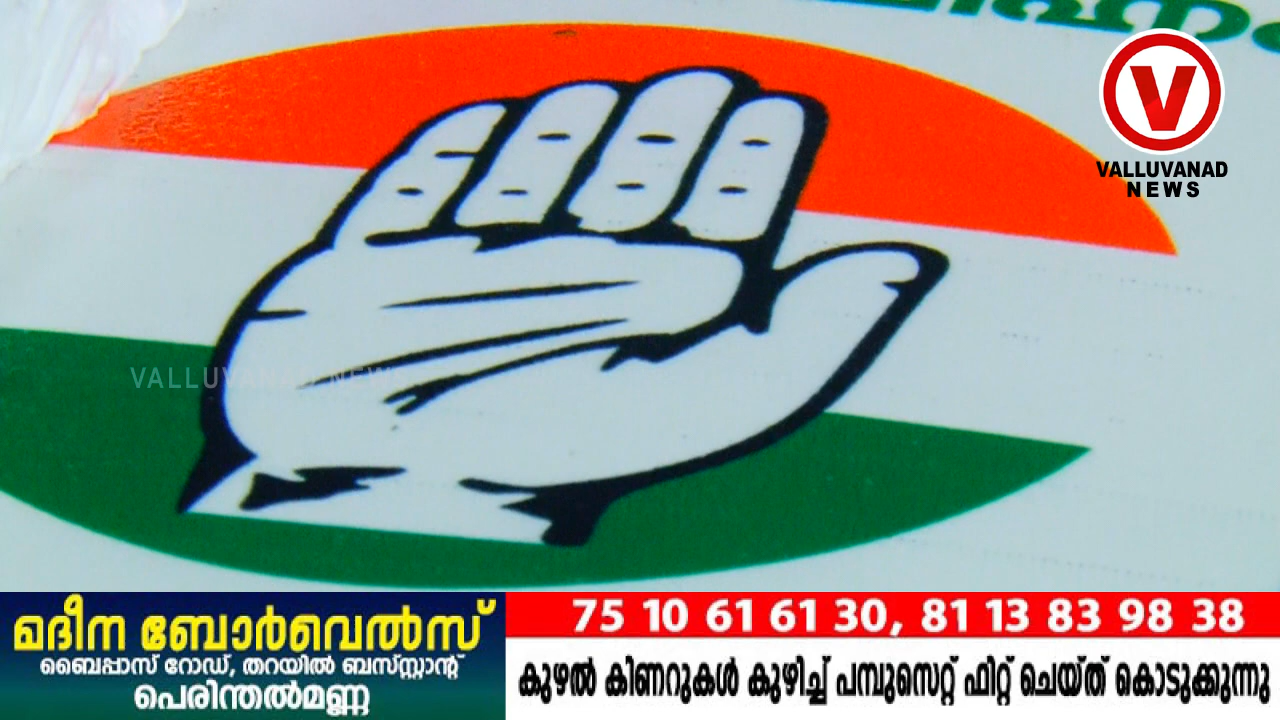 VALLUVANAD
NEWS
VALLUVANAD NEWS
മദീന ബോർവെൽസ്
ബൈപ്പാസ് റോഡ്, തറയിൽ ബസ്സ്റ്റാന്റ്
പെരിന്തൽമണ്ണ
75 10 61 61 30, 81 13 83 98 38
കുഴൽ കിണറുകൾ കുഴിച്ച് പമ്പുസെറ്റ് ഫിറ്റ് ചെയ്ത് കൊടുക്കുന്നു